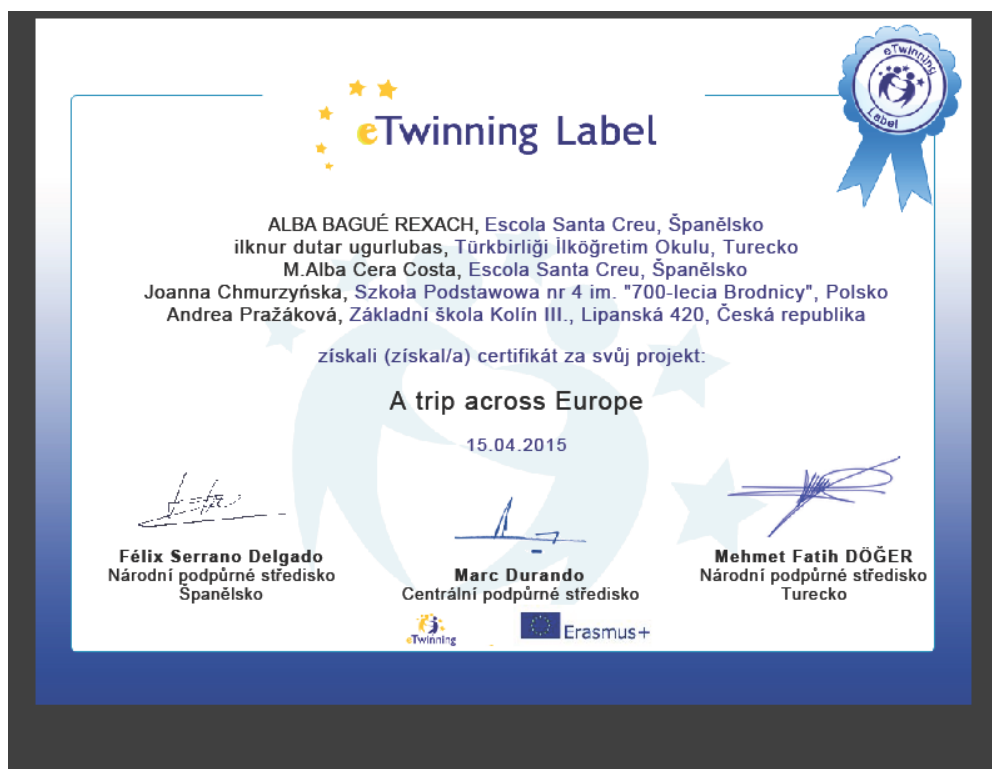 eTwinning
Label
eTwinning Label
ALBA BAGUÉ REXACH, Escola Santa Creu, Španělsko
ilknur dutar ugurlubas, Türkbirliği İlköğretim Okulu, Turecko
M.Alba Cera Costa, Escola Santa Creu, Španělsko
Joanna Chmurzyńska, Szkoła Podstawowa nr 4 im. "700-lecia Brodnicy", Polsko
Andrea Pražáková, Základní škola Kolín III., Lipanská 420, Česká republika
získali (získal/a) certifikát za svůj projekt:
A trip across Europe
15.04.2015
Félix Serrano Delgado
Národní podpůrné středisko
Španělsko
Marc Durando
Centrální podpůrné středisko
Mehmet Fatih DÖĞER
Národní podpůrné středisko
Turecko
eTwinning
Erasmus+